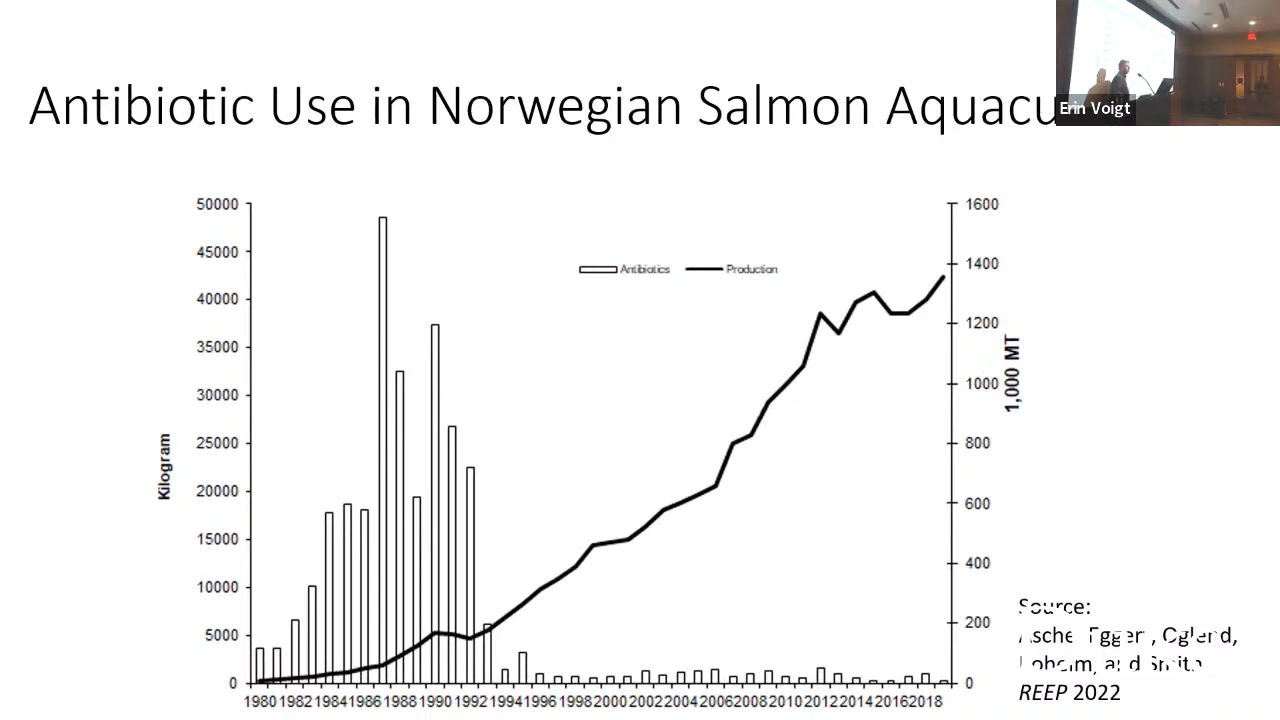 Antibiotic Use in Norwegian Salmon Aquacu
Erin Voigt
50000
45000
40000
35000
30000
25000
20000
15000
10000
5000
0
Kilogram
Antibiotics Production
1600
1400
1200
1000
800
600
400
200
0
1,000 MT
1980 1982 1984 1986 1988 1990 1992 1994 1996 1998 2000 2002 2004 2006 2008 2010 2012 2014 2016 2018
Source:
and Smith
REEP 2022